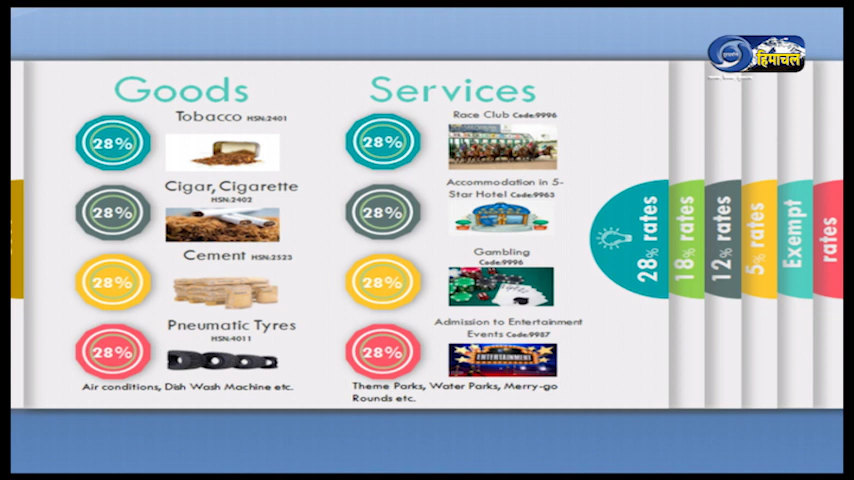 हिमाचल
Goods
Tobacco HSN:2401
28%
Cigar, Cigarette
HSN:2402
28%
Cement HSN:2523
28%
Pneumatic Tyres
HSN:4011
28%
Air conditions, Dish Wash Machine etc.
Services
Race Club Code:9996
28%
Accommodation in 5-
Star Hotel Code:9963
28%
Gambling
Code:9996
28%
Admission to Entertainment
Events Code:9987
ENTERTAINMENT
28%
Theme Parks, Water Parks, Merry-go
Rounds etc.
28% rates
18% rates
12% rates
5% rates
Exempt
rates